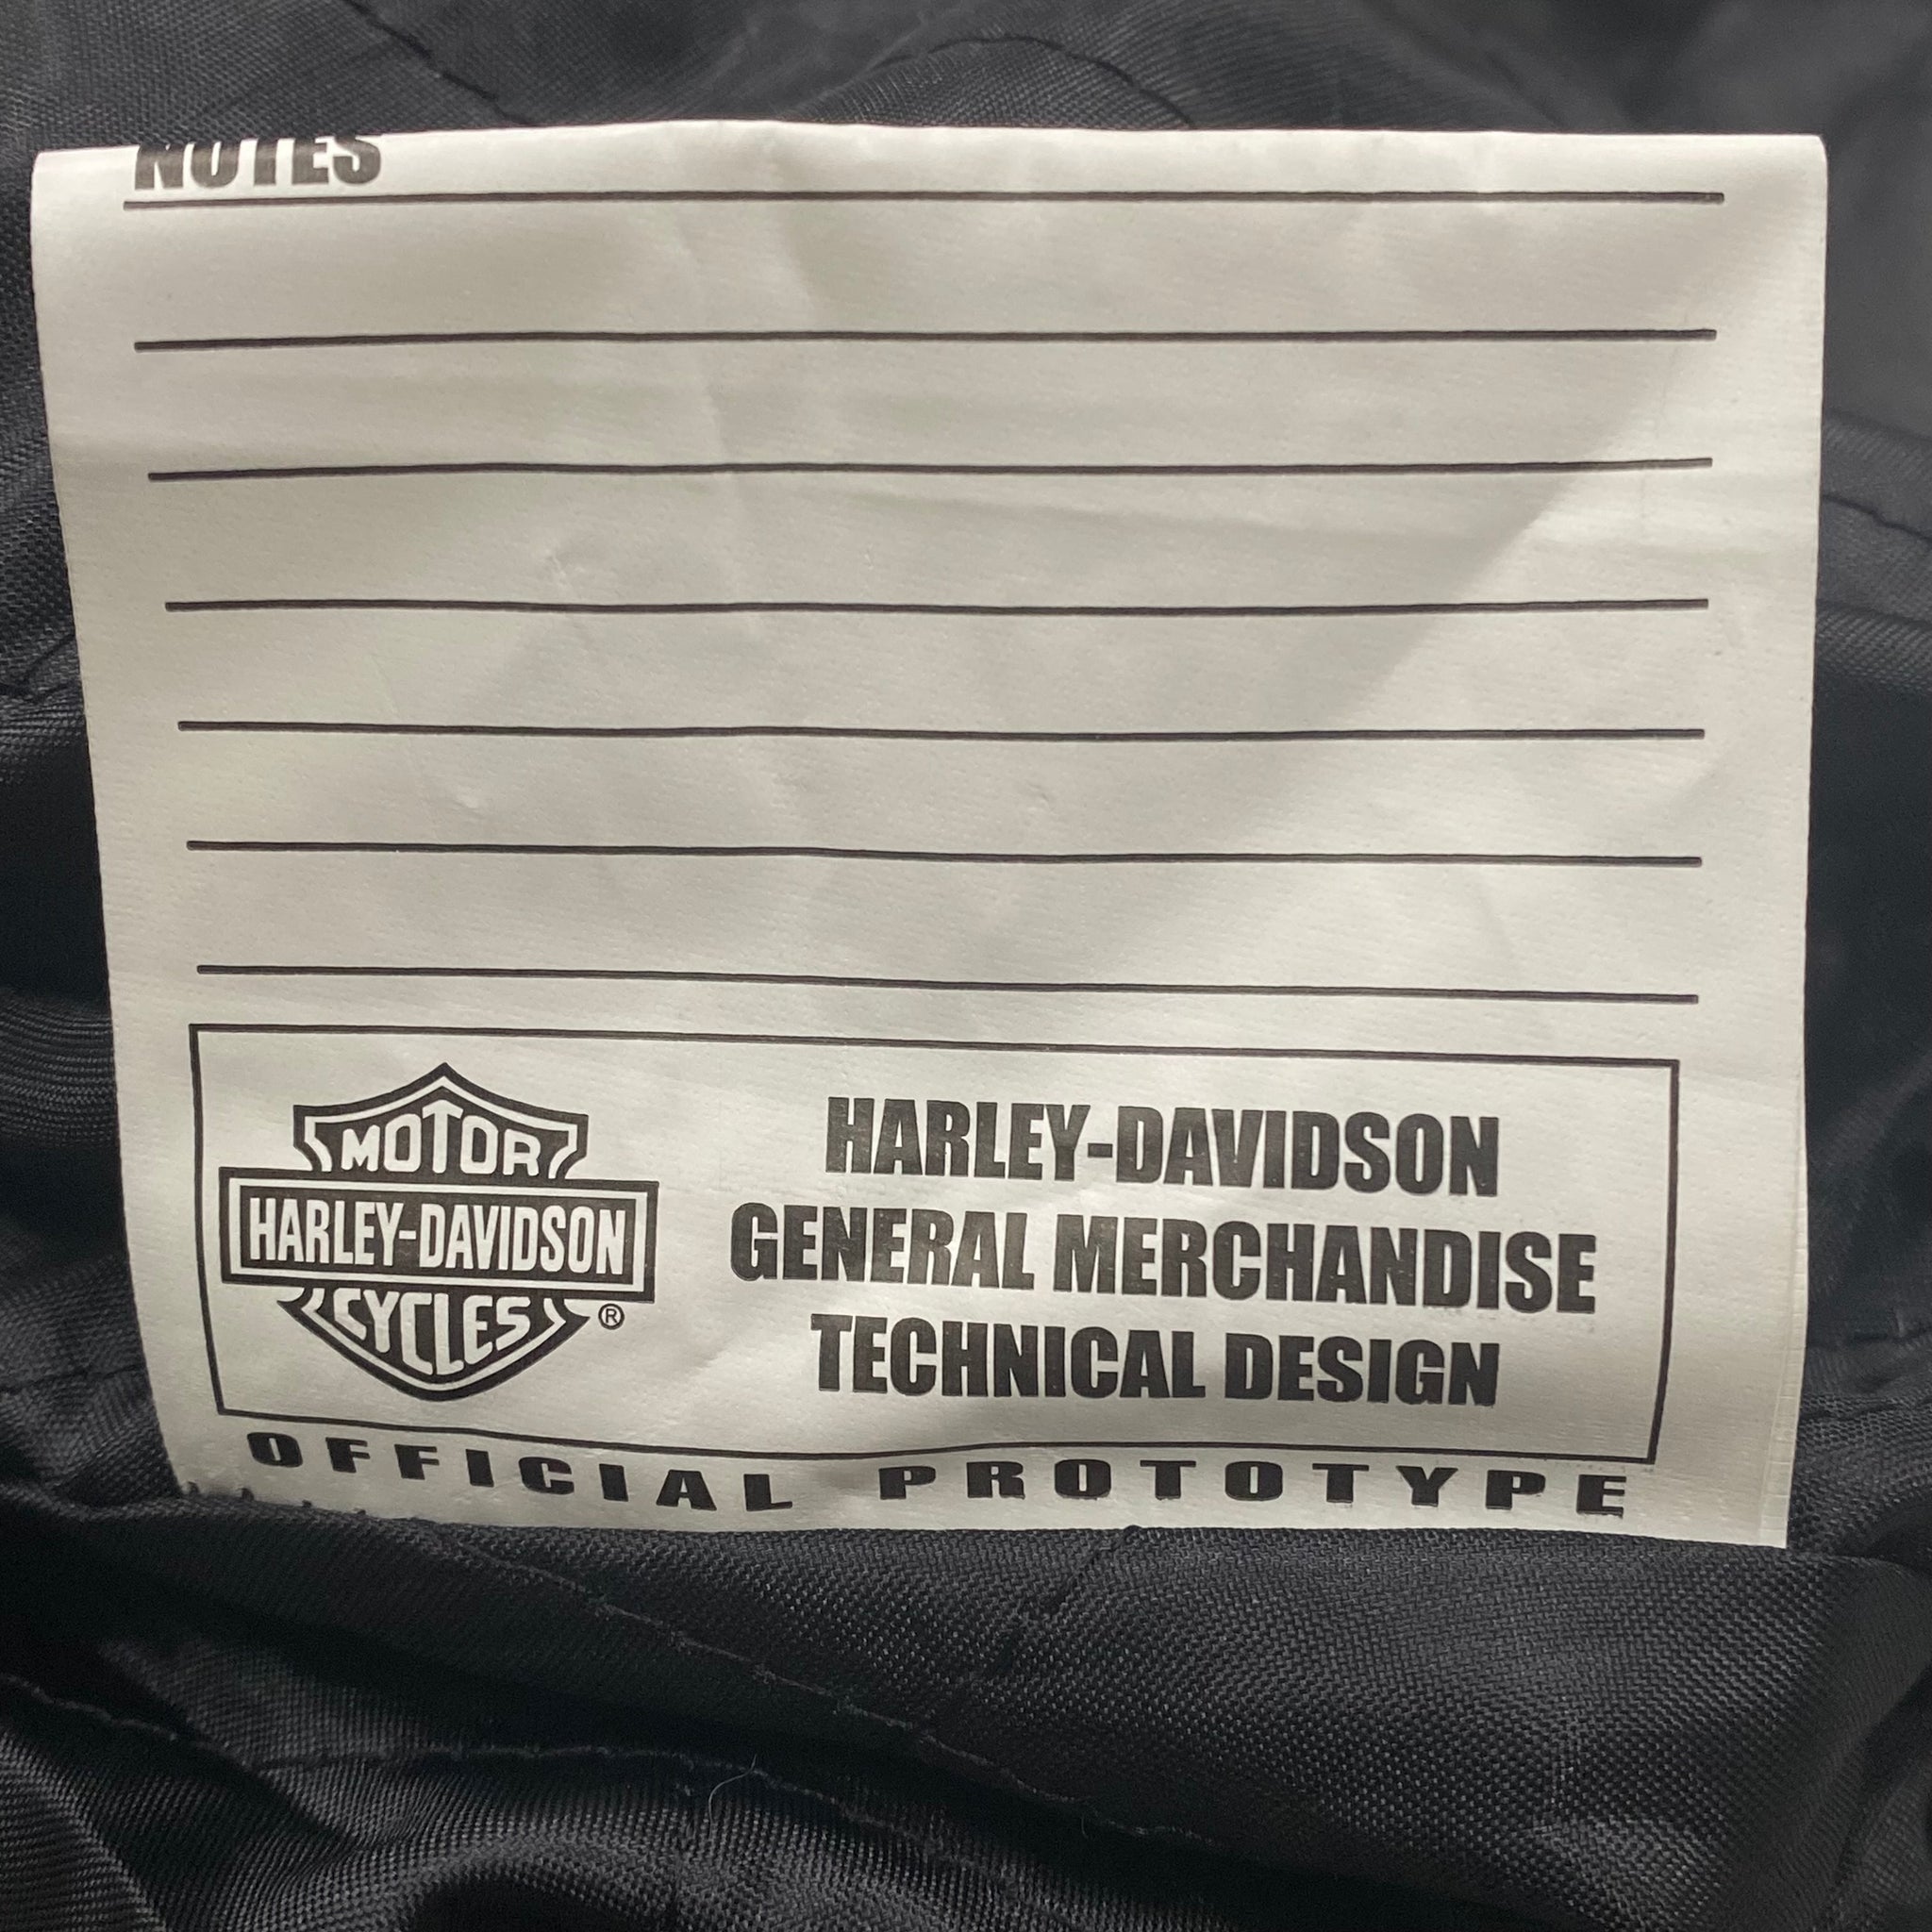 NOTES
MOTOR
HARLEY-DAVIDSON
CYCLES ®
HARLEY-DAVIDSON
GENERAL MERCHANDISE
TECHNICAL DESIGN
OFFICIAL PROTOTYPE